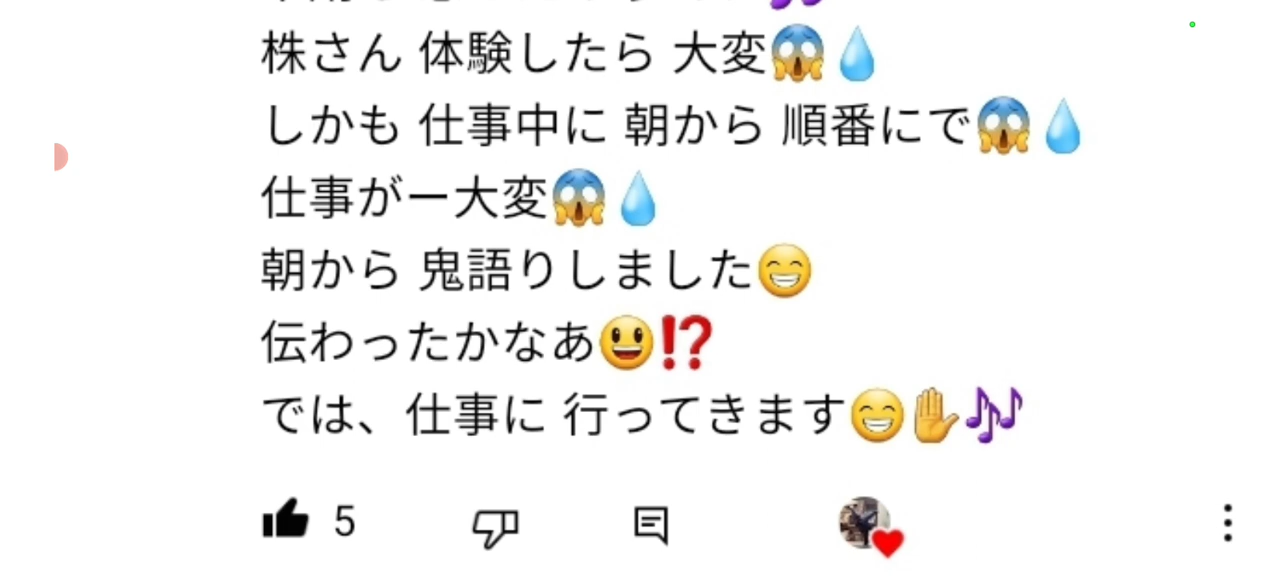 株さん 体験したら 大変😱💧
しかも 仕事中に 朝から 順番にで😱💧
仕事がー大変😱💧
朝から 鬼語りしました😁
伝わったかなあ😃⁉️
では、仕事に 行ってきます😁✋🎶
5